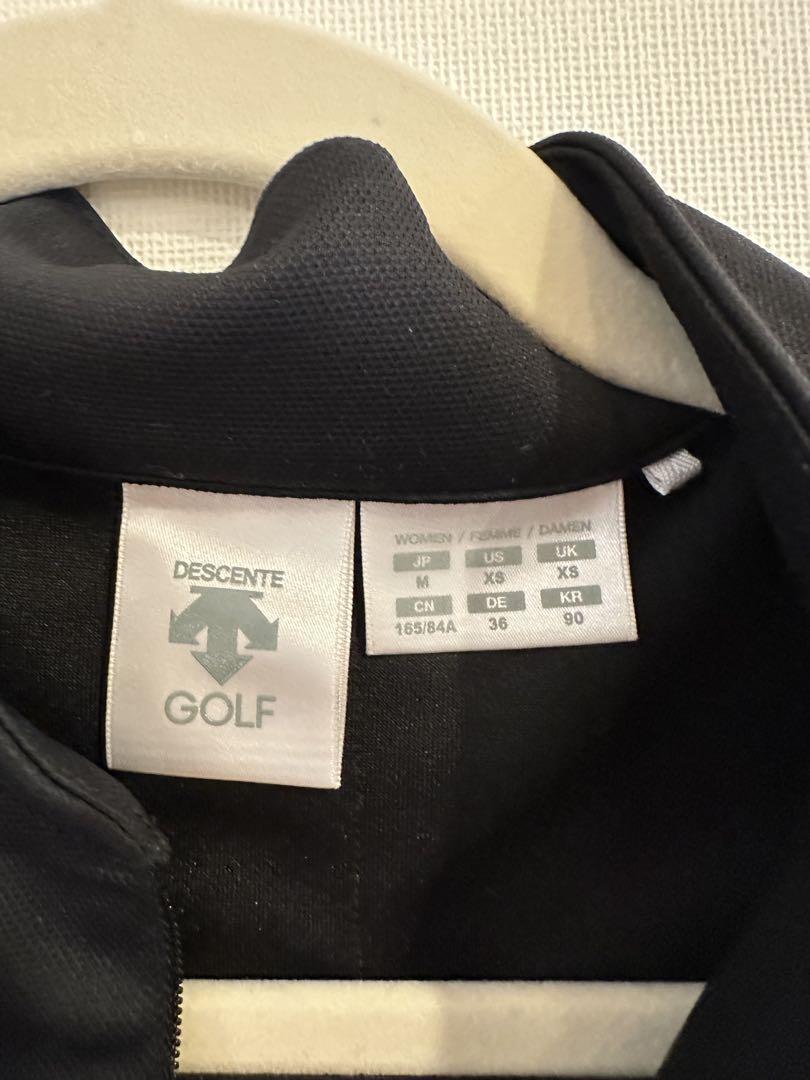 DESCENTE
GOLF
WOMEN / FEMME / DAMEN
JP US UK
M XS XS
CN DE KR
165/84A 36 90